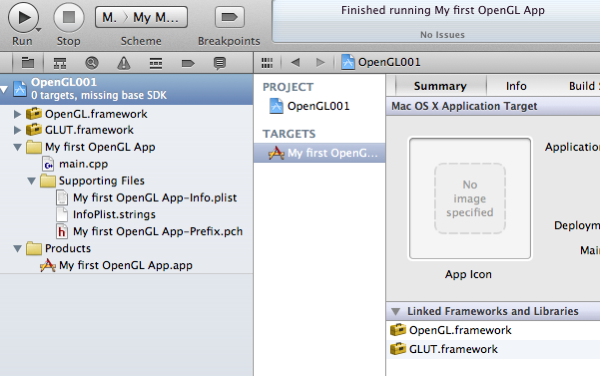 M. My M...
Finished running My first OpenGL App
No Issues
Run
Stop
Scheme
Breakpoints
OpenGL001
OpenGL001
0 targets, missing base SDK
OpenGL.framework
GLUT.framework
My first OpenGL App
main.cpp
Supporting Files
My first OpenGL App-Info.plist
InfoPlist.strings
My first OpenGL App-Prefix.pch
Products
My first OpenGL App.app
PROJECT
OpenGL001
TARGETS
My first OpenG...
Summary
Info
Build
Mac OS X Application Target
Application
No
image
specified
Deploym
Mai
App Icon
Linked Frameworks and Libraries
OpenGL.framework
GLUT.framework